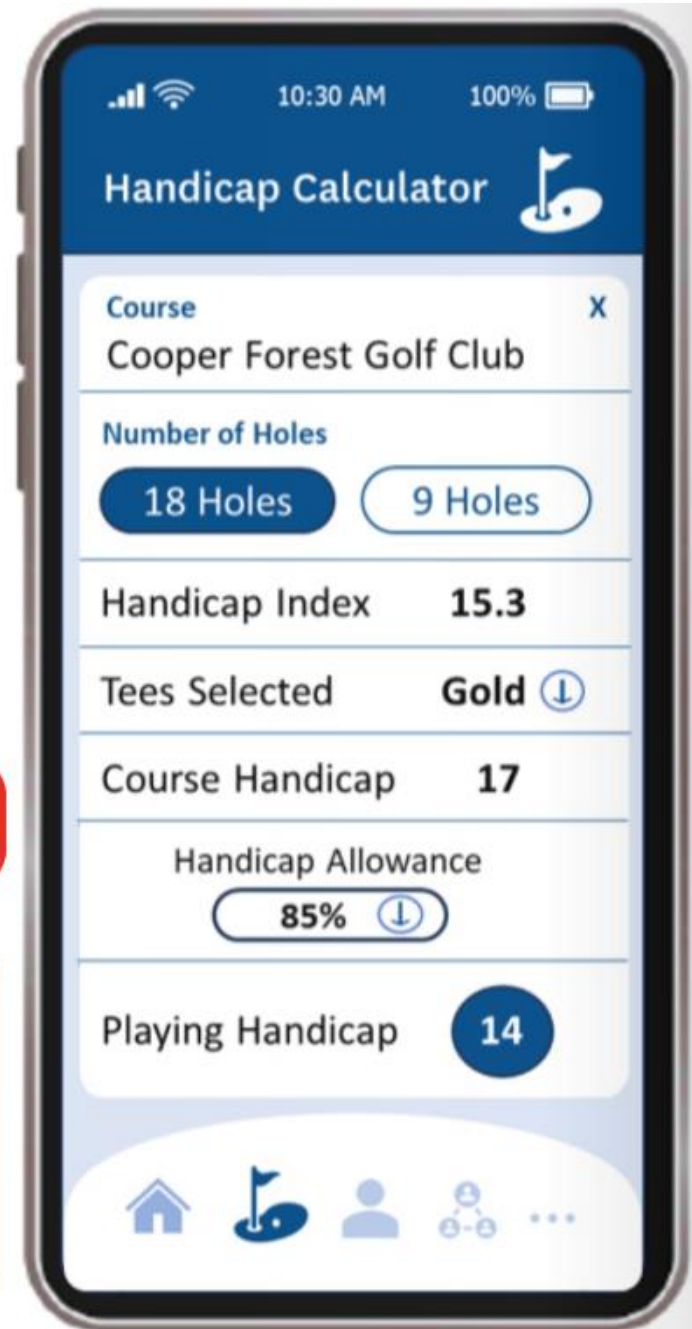 10:30 AM 100%
Handicap Calculator
Course X
Cooper Forest Golf Club
Number of Holes
18 Holes 9 Holes
Handicap Index 15.3
Tees Selected Gold
Course Handicap 17
Handicap Allowance
85%
Playing Handicap 14